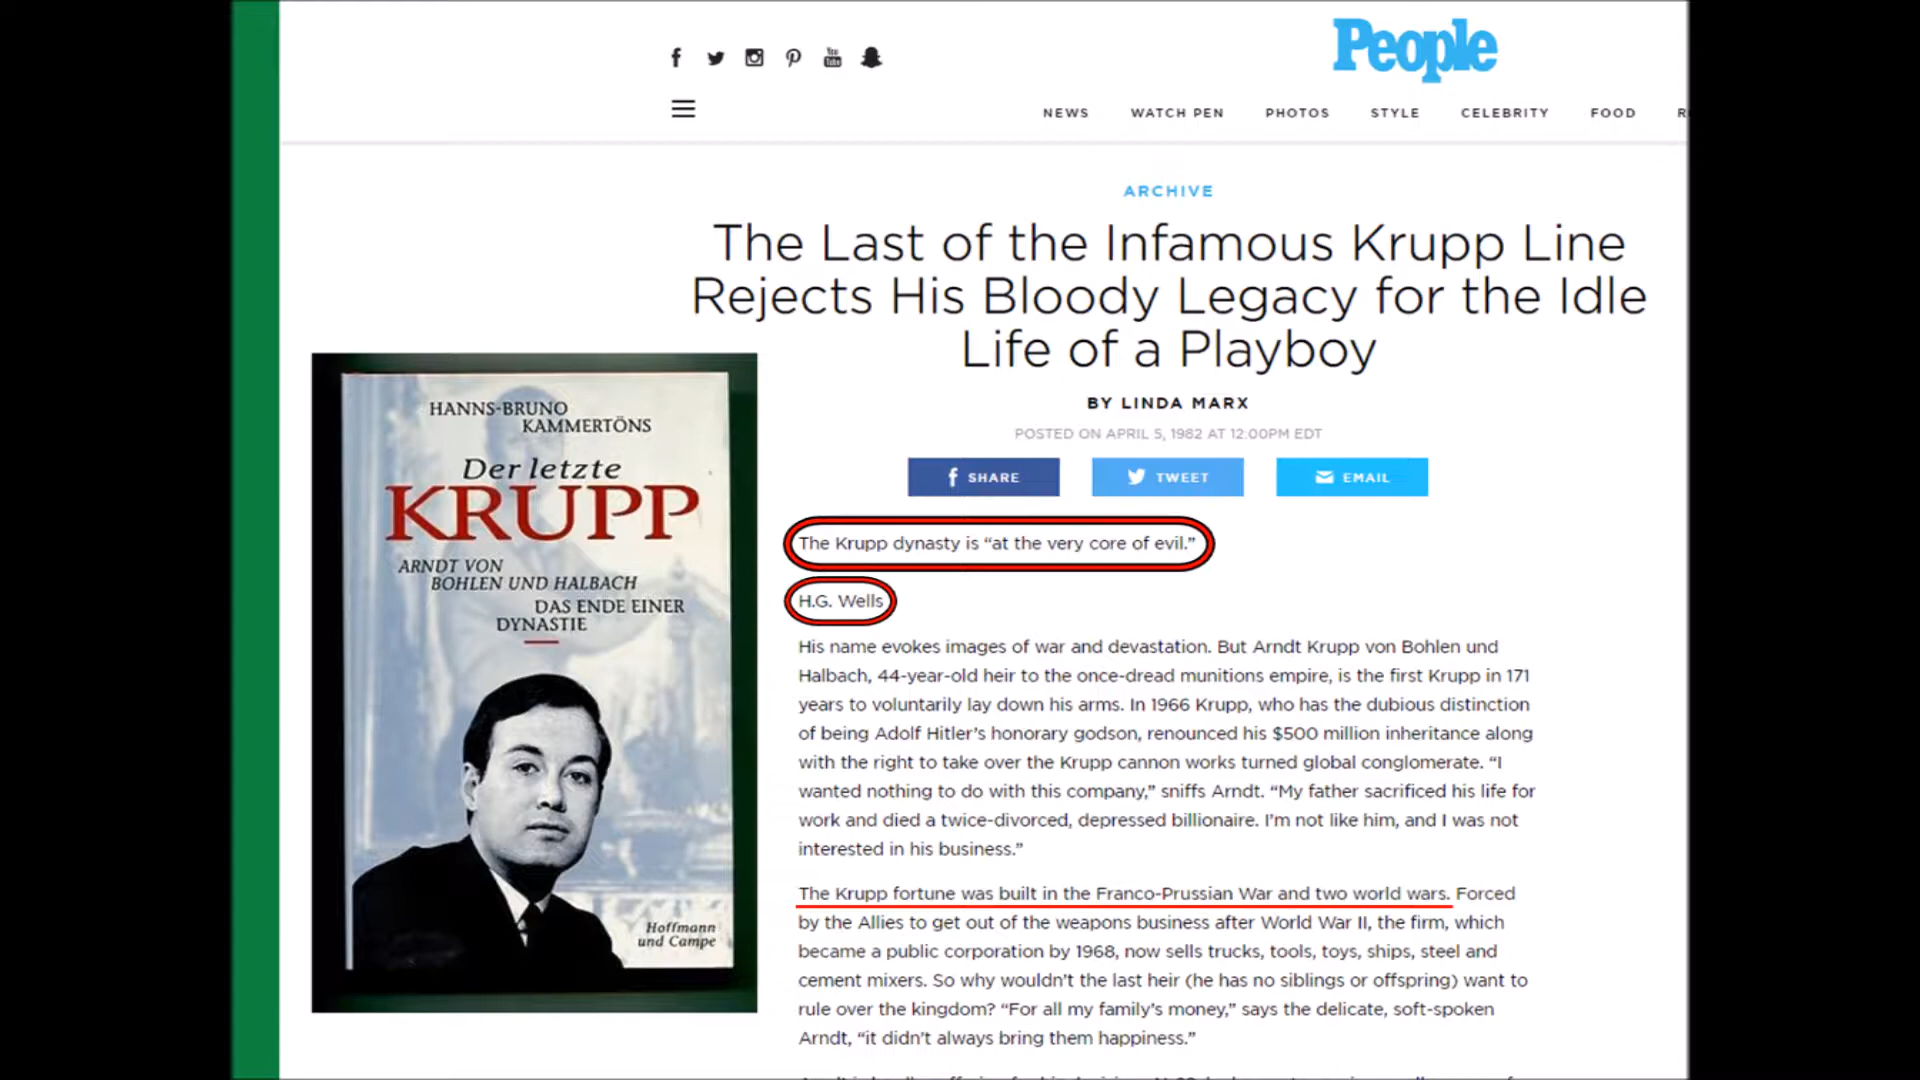 People
NEWS WATCH PEN PHOTOS STYLE CELEBRITY FOOD
ARCHIVE
The Last of the Infamous Krupp Line
Rejects His Bloody Legacy for the Idle
Life of a Playboy
BY LINDA MARX
POSTED ON APRIL 5, 1982 AT 12:00PM EDT
SHARE TWEET EMAIL
HANNS-BRUNO
KAMMERTÖNS
Der letzte
KRUPP
ARNDT VON
BOHLEN UND HALBACH
DAS ENDE EINER
DYNASTIE
Hoffmann
und Campe
The Krupp dynasty is “at the very core of evil.”
H.G. Wells
His name evokes images of war and devastation. But Arndt Krupp von Bohlen und
Halbach, 44-year-old heir to the once-dread munitions empire, is the first Krupp in 171
years to voluntarily lay down his arms. In 1966 Krupp, who has the dubious distinction
of being Adolf Hitler’s honorary godson, renounced his $500 million inheritance along
with the right to take over the Krupp cannon works turned global conglomerate. “I
wanted nothing to do with this company,” sniffs Arndt. “My father sacrificed his life for
work and died a twice-divorced, depressed billionaire. I’m not like him, and I was not
interested in his business.”
The Krupp fortune was built in the Franco-Prussian War and two world wars. Forced
by the Allies to get out of the weapons business after World War II, the firm, which
became a public corporation by 1968, now sells trucks, tools, toys, ships, steel and
cement mixers. So why wouldn’t the last heir (he has no siblings or offspring) want to
rule over the kingdom? “For all my family’s money,” says the delicate, soft-spoken
Arndt, “it didn’t always bring them happiness.”